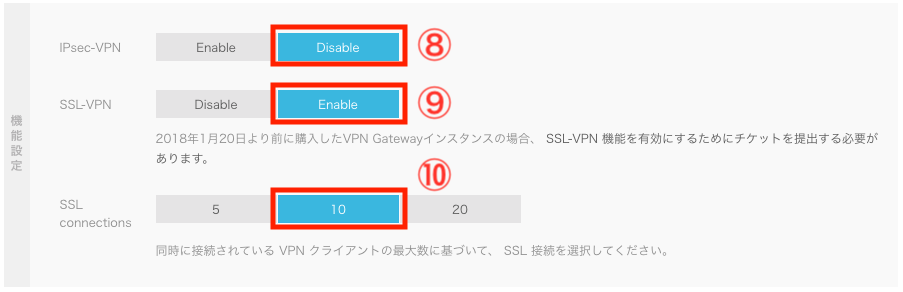 機能設定
IPsec-VPN Enable Disable ⑧
SSL-VPN Disable Enable ⑨
2018年1月20日より前に購入したVPN Gatewayインスタンスの場合、 SSL-VPN 機能を有効にするためにチケットを提出する必要が
あります。
⑩
SSL connections 5 10 20
同時に接続されている VPN クライアントの最大数に基づいて、 SSL 接続を選択してください。